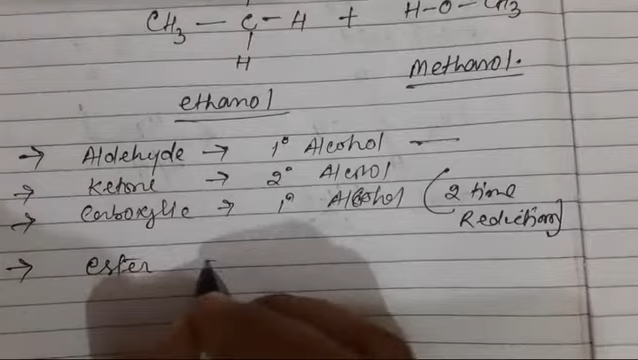 CH3 — C — H + H-O-CH3
H
ethanol methanol.
→ Aldehyde → 1° Alcohol —
→ Ketone → 2° Alcohol
→ Carboxylic → 1° Alcohol (2 time Reduction)
→ ester